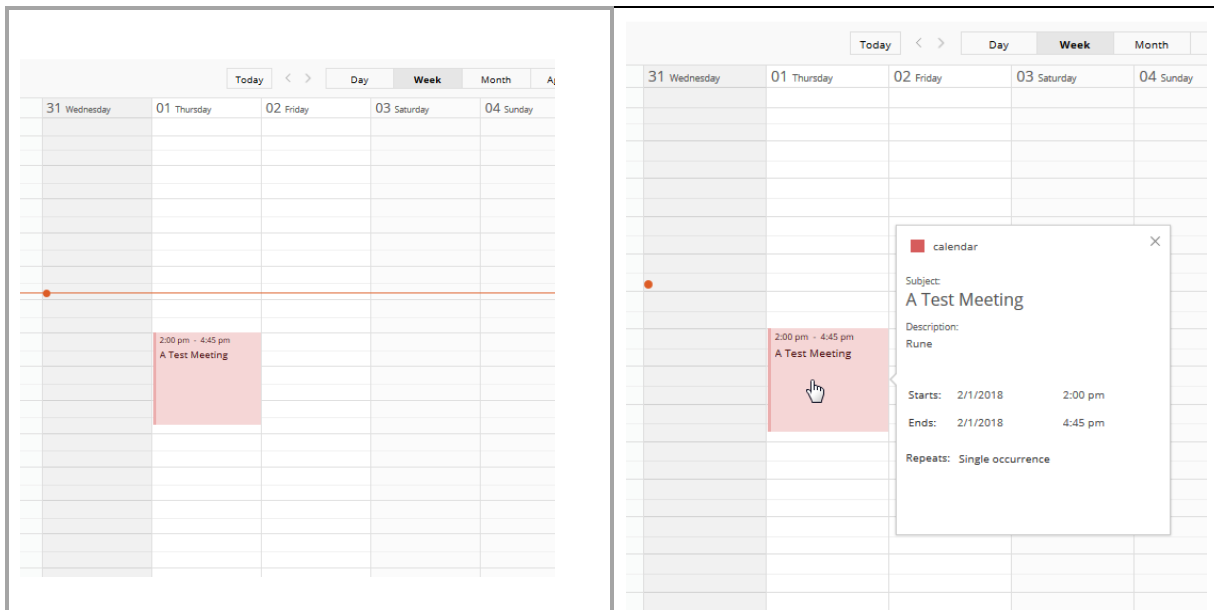 Today Day Week Month A
31 Wednesday 01 Thursday 02 Friday 03 Saturday 04 Sunday
2:00 pm - 4:45 pm
A Test Meeting
Today Day Week Month
31 Wednesday 01 Thursday 02 Friday 03 Saturday 04 Sunday
2:00 pm - 4:45 pm
A Test Meeting
calendar
Subject:
A Test Meeting
Description:
Rune
Starts: 2/1/2018 2:00 pm
Ends: 2/1/2018 4:45 pm
Repeats: Single occurrence